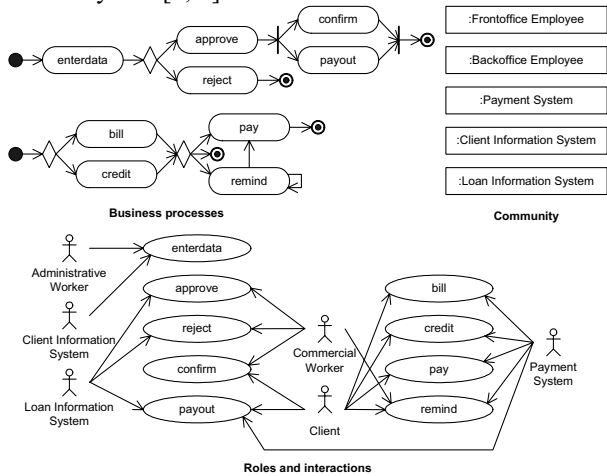 confirm
approve
enterdata
payout
reject
:Frontoffice Employee
:Backoffice Employee
:Payment System
:Client Information System
:Loan Information System
bill
pay
credit
remind
Business processes
Community
enterdata
Administrative
Worker
approve
bill
Client Information
System
reject
credit
Commercial
Worker
Payment
System
confirm
pay
Loan Information
System
payout
Client
remind
Roles and interactions